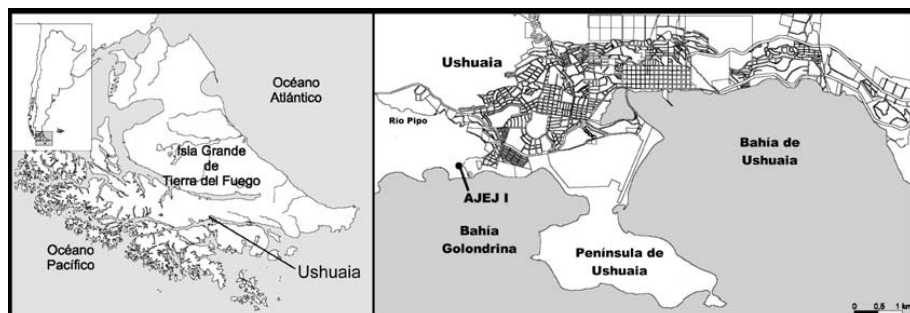 Océano
Atlántico
Isla Grande
de
Tierra del Fuego
Océano
Pacífico
Ushuaia
Ushuaia
Río Pipo
AJEJ I
Bahía
Golondrina
Bahía de
Ushuaia
Península de
Ushuaia
0 0,5 1 km